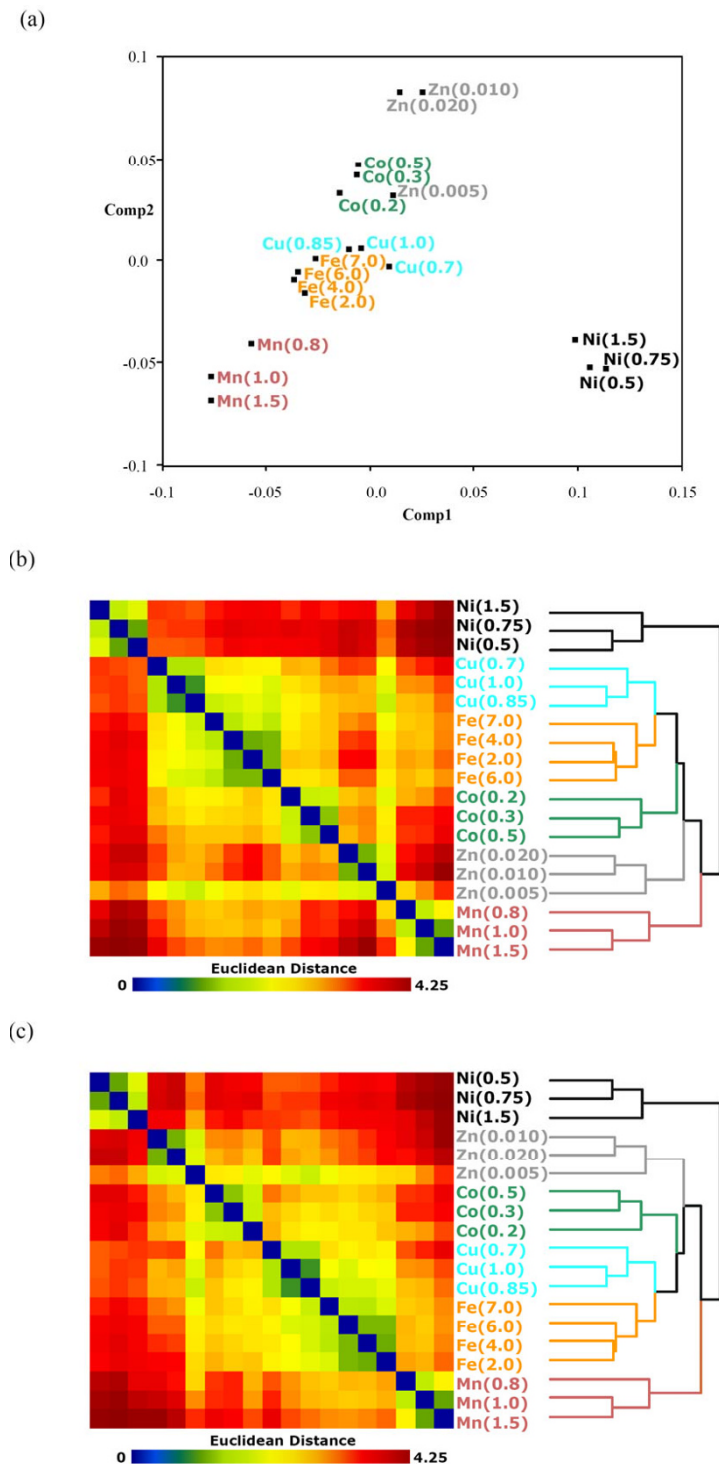 (a)
0.1
0.05
Comp2
0.0
-0.05
-0.1
Zn(0.010)
Zn(0.020)
Co(0.5)
Co(0.3)
Zn(0.005)
Co(0.2)
Cu(0.85)
Cu(1.0)
Fe(7.0)
Cu(0.7)
Fe(6.0)
Fe(4.0)
Fe(2.0)
Mn(0.8)
Ni(1.5)
Ni(0.75)
Mn(1.0)
Ni(0.5)
Mn(1.5)
-0.1
-0.05
0.0
0.05
0.1
0.15
Comp1
(b)
Ni(1.5)
Ni(0.75)
Ni(0.5)
Cu(0.7)
Cu(1.0)
Cu(0.85)
Fe(7.0)
Fe(4.0)
Fe(2.0)
Fe(6.0)
Co(0.2)
Co(0.3)
Co(0.5)
Zn(0.020)
Zn(0.010)
Zn(0.005)
Mn(0.8)
Mn(1.0)
Mn(1.5)
Euclidean Distance
0 4.25
(c)
Ni(0.5)
Ni(0.75)
Ni(1.5)
Zn(0.010)
Zn(0.020)
Zn(0.005)
Co(0.5)
Co(0.3)
Co(0.2)
Cu(0.7)
Cu(1.0)
Cu(0.85)
Fe(7.0)
Fe(6.0)
Fe(4.0)
Fe(2.0)
Mn(0.8)
Mn(1.0)
Mn(1.5)
Euclidean Distance
0 4.25